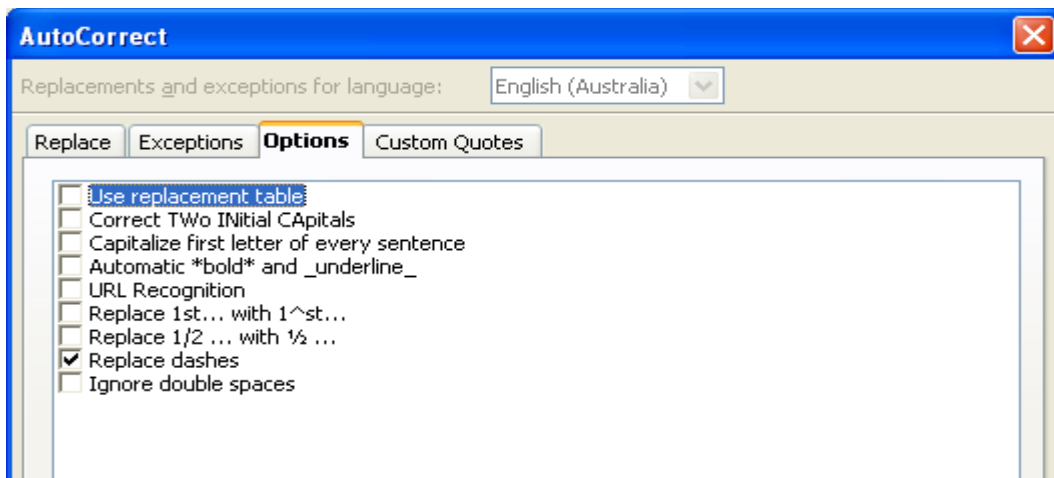 AutoCorrect
Replacements and exceptions for language: English (Australia)
Replace Exceptions Options Custom Quotes
Use replacement table
Correct TWo INitial CApitals
Capitalize first letter of every sentence
Automatic *bold* and _underline_
URL Recognition
Replace 1st... with 1^st...
Replace 1/2 ... with ½ ...
Replace dashes
Ignore double spaces